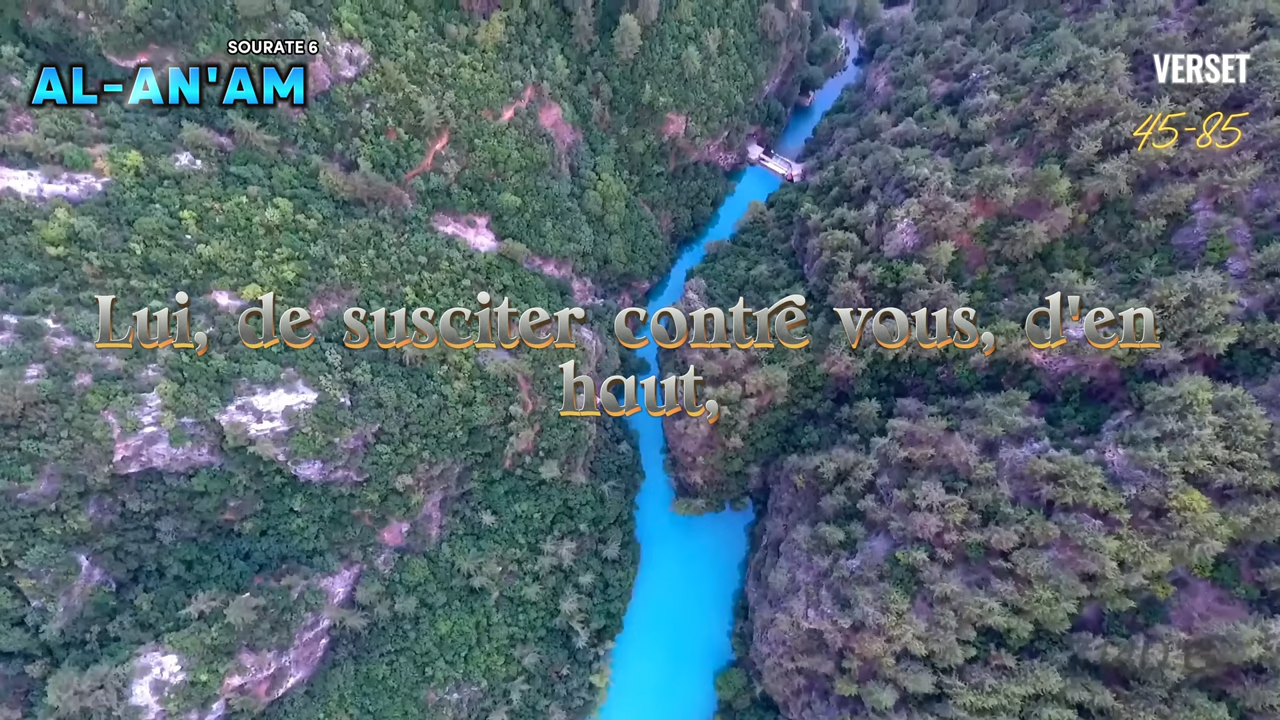 SOURATE 6
AL-AN'AM
VERSET
45-85
Lui, de susciter contre vous, d'en
haut,